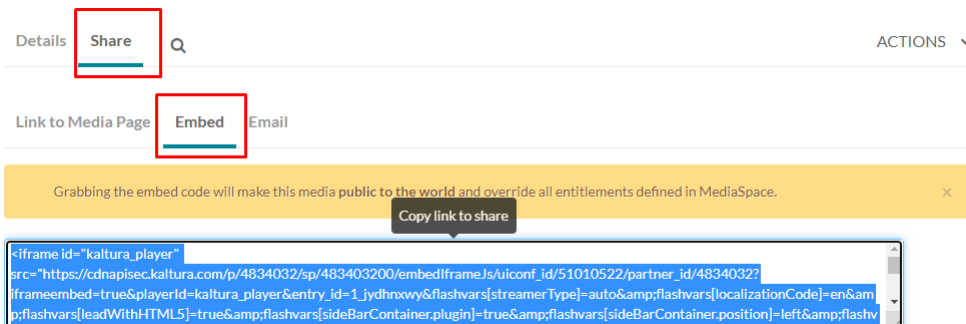 Details Share ACTIONS
Link to Media Page Embed Email
Grabbing the embed code will make this media public to the world and override all entitlements defined in MediaSpace. ×
Copy link to share
<iframe id="kaltura_player"
src="https://cdnapisec.kaltura.com/p/4834032/sp/483403200/embedIframeJs/uiconf_id/51010522/partner_id/4834032?
iframeembed=true&playerId=kaltura_player&entry_id=1_jydhnxwy&flashvars[streamerType]=auto&amp;flashvars[localizationCode]=en&am
p;flashvars[leadWithHTML5]=true&amp;flashvars[sideBarContainer.plugin]=true&amp;flashvars[sideBarContainer.position]=left&amp;flashv